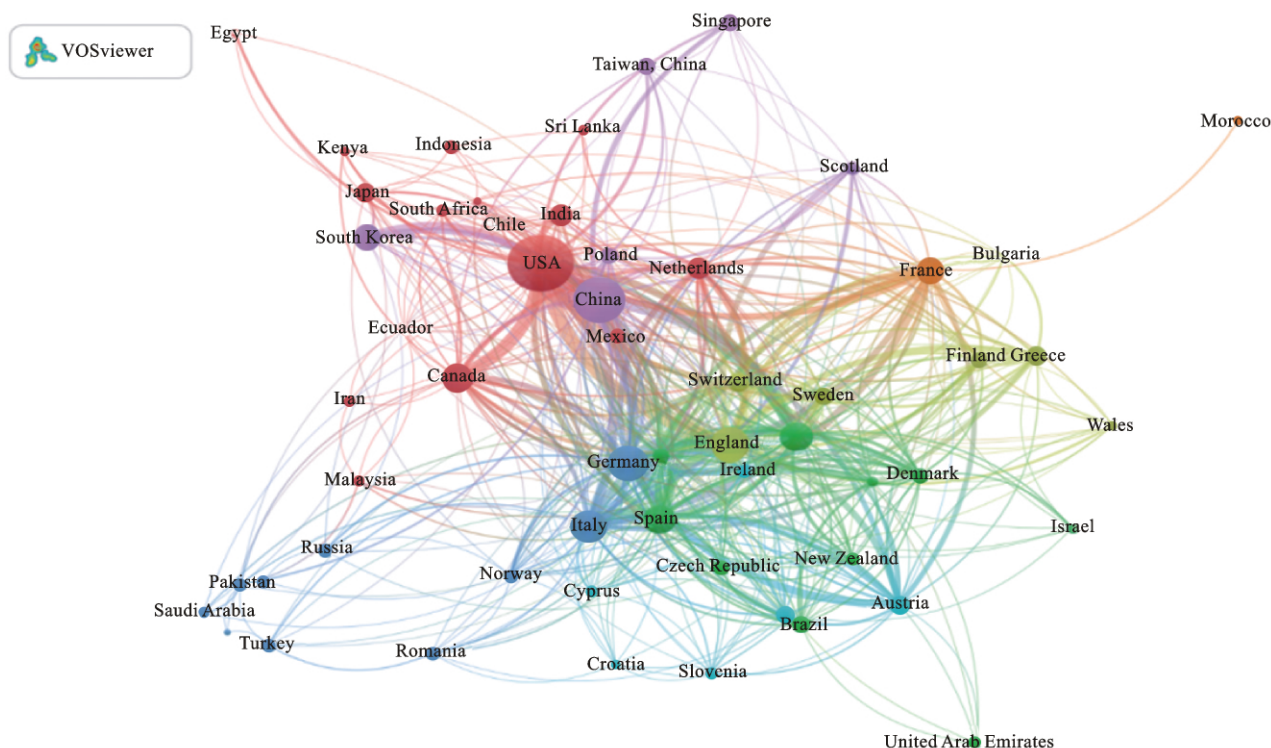 Egypt
VOSviewer
Singapore
Taiwan, China
Morocco
Sri Lanka
Kenya
Indonesia
Scotland
Japan
South Africa
Chile
India
South Korea
Poland
Bulgaria
USA
Netherlands
France
China
Ecuador
Mexico
Finland Greece
Canada
Switzerland
Sweden
Iran
Wales
England
Germany
Ireland
Denmark
Malaysia
Italy
Spain
Israel
Russia
New Zealand
Czech Republic
Norway
Pakistan
Cyprus
Saudi Arabia
Austria
Brazil
Turkey
Romania
Croatia
Slovenia
United Arab Emirates